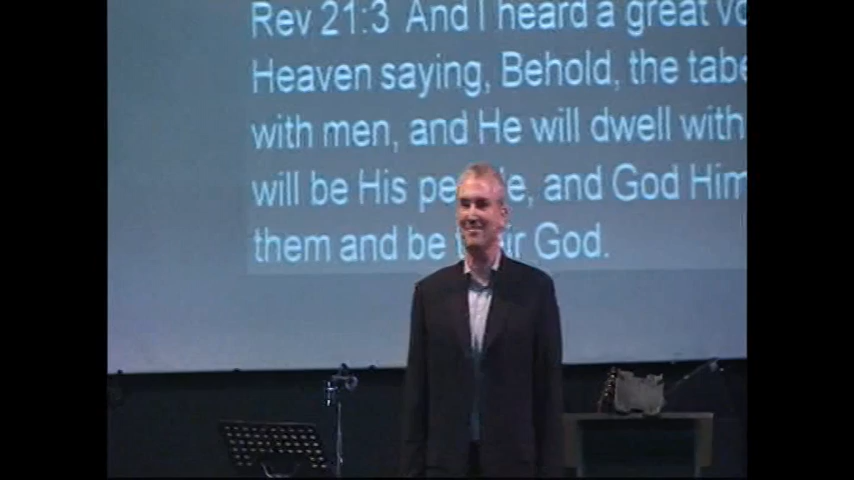 Rev 21:3 And I heard a great
Heaven saying, Behold, the
with men, and He will dwell with
will be His and God
them and be God.